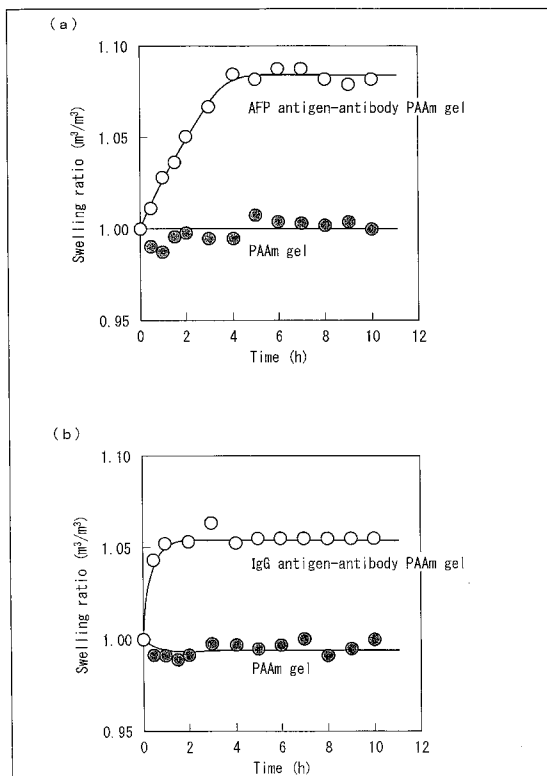 (a)
1.10
1.05
1.00
0.95
Swelling ratio (m³/m³)
AFP antigen-antibody PAAm gel
PAAm gel
0 2 4 6 8 10 12
Time (h)
(b)
1.10
1.05
1.00
0.95
Swelling ratio (m³/m³)
IgG antigen-antibody PAAm gel
PAAm gel
0 2 4 6 8 10 12
Time (h)